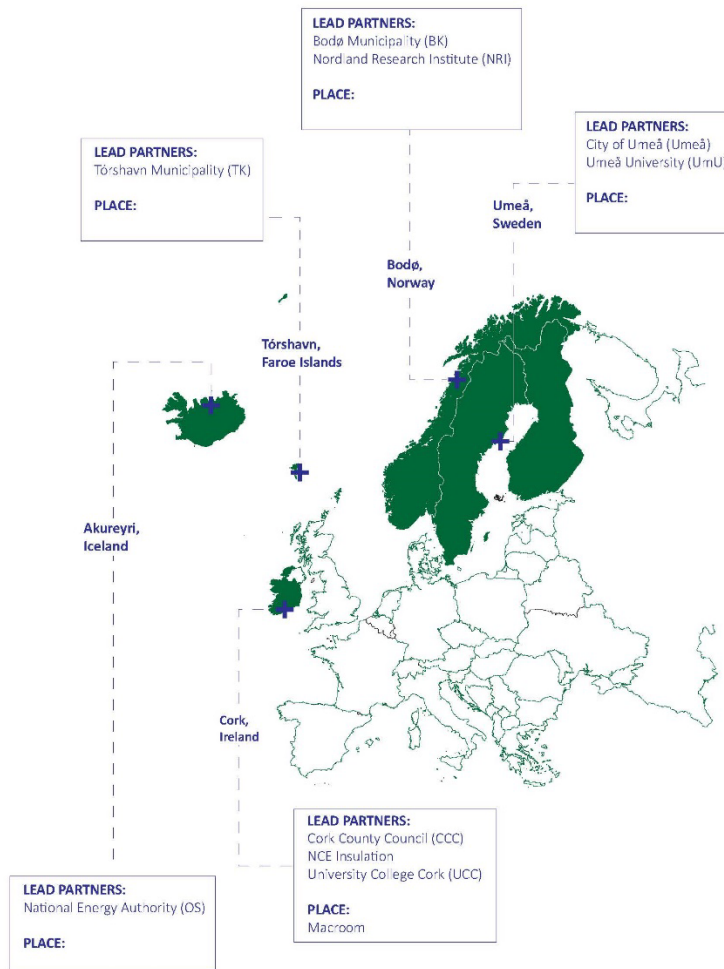 LEAD PARTNERS:
Bodø Municipality (BK)
Nordland Research Institute (NRI)
PLACE:
LEAD PARTNERS:
City of Umeå (Umeå)
Umeå University (UmU)
PLACE:
LEAD PARTNERS:
Tórshavn Municipality (TK)
PLACE:
Umeå,
Sweden
Bodø,
Norway
Tórshavn,
Faroe Islands
Akureyri,
Iceland
Cork,
Ireland
LEAD PARTNERS:
Cork County Council (CCC)
NCE Insulation
University College Cork (UCC)
PLACE:
Macroom
LEAD PARTNERS:
National Energy Authority (OS)
PLACE: